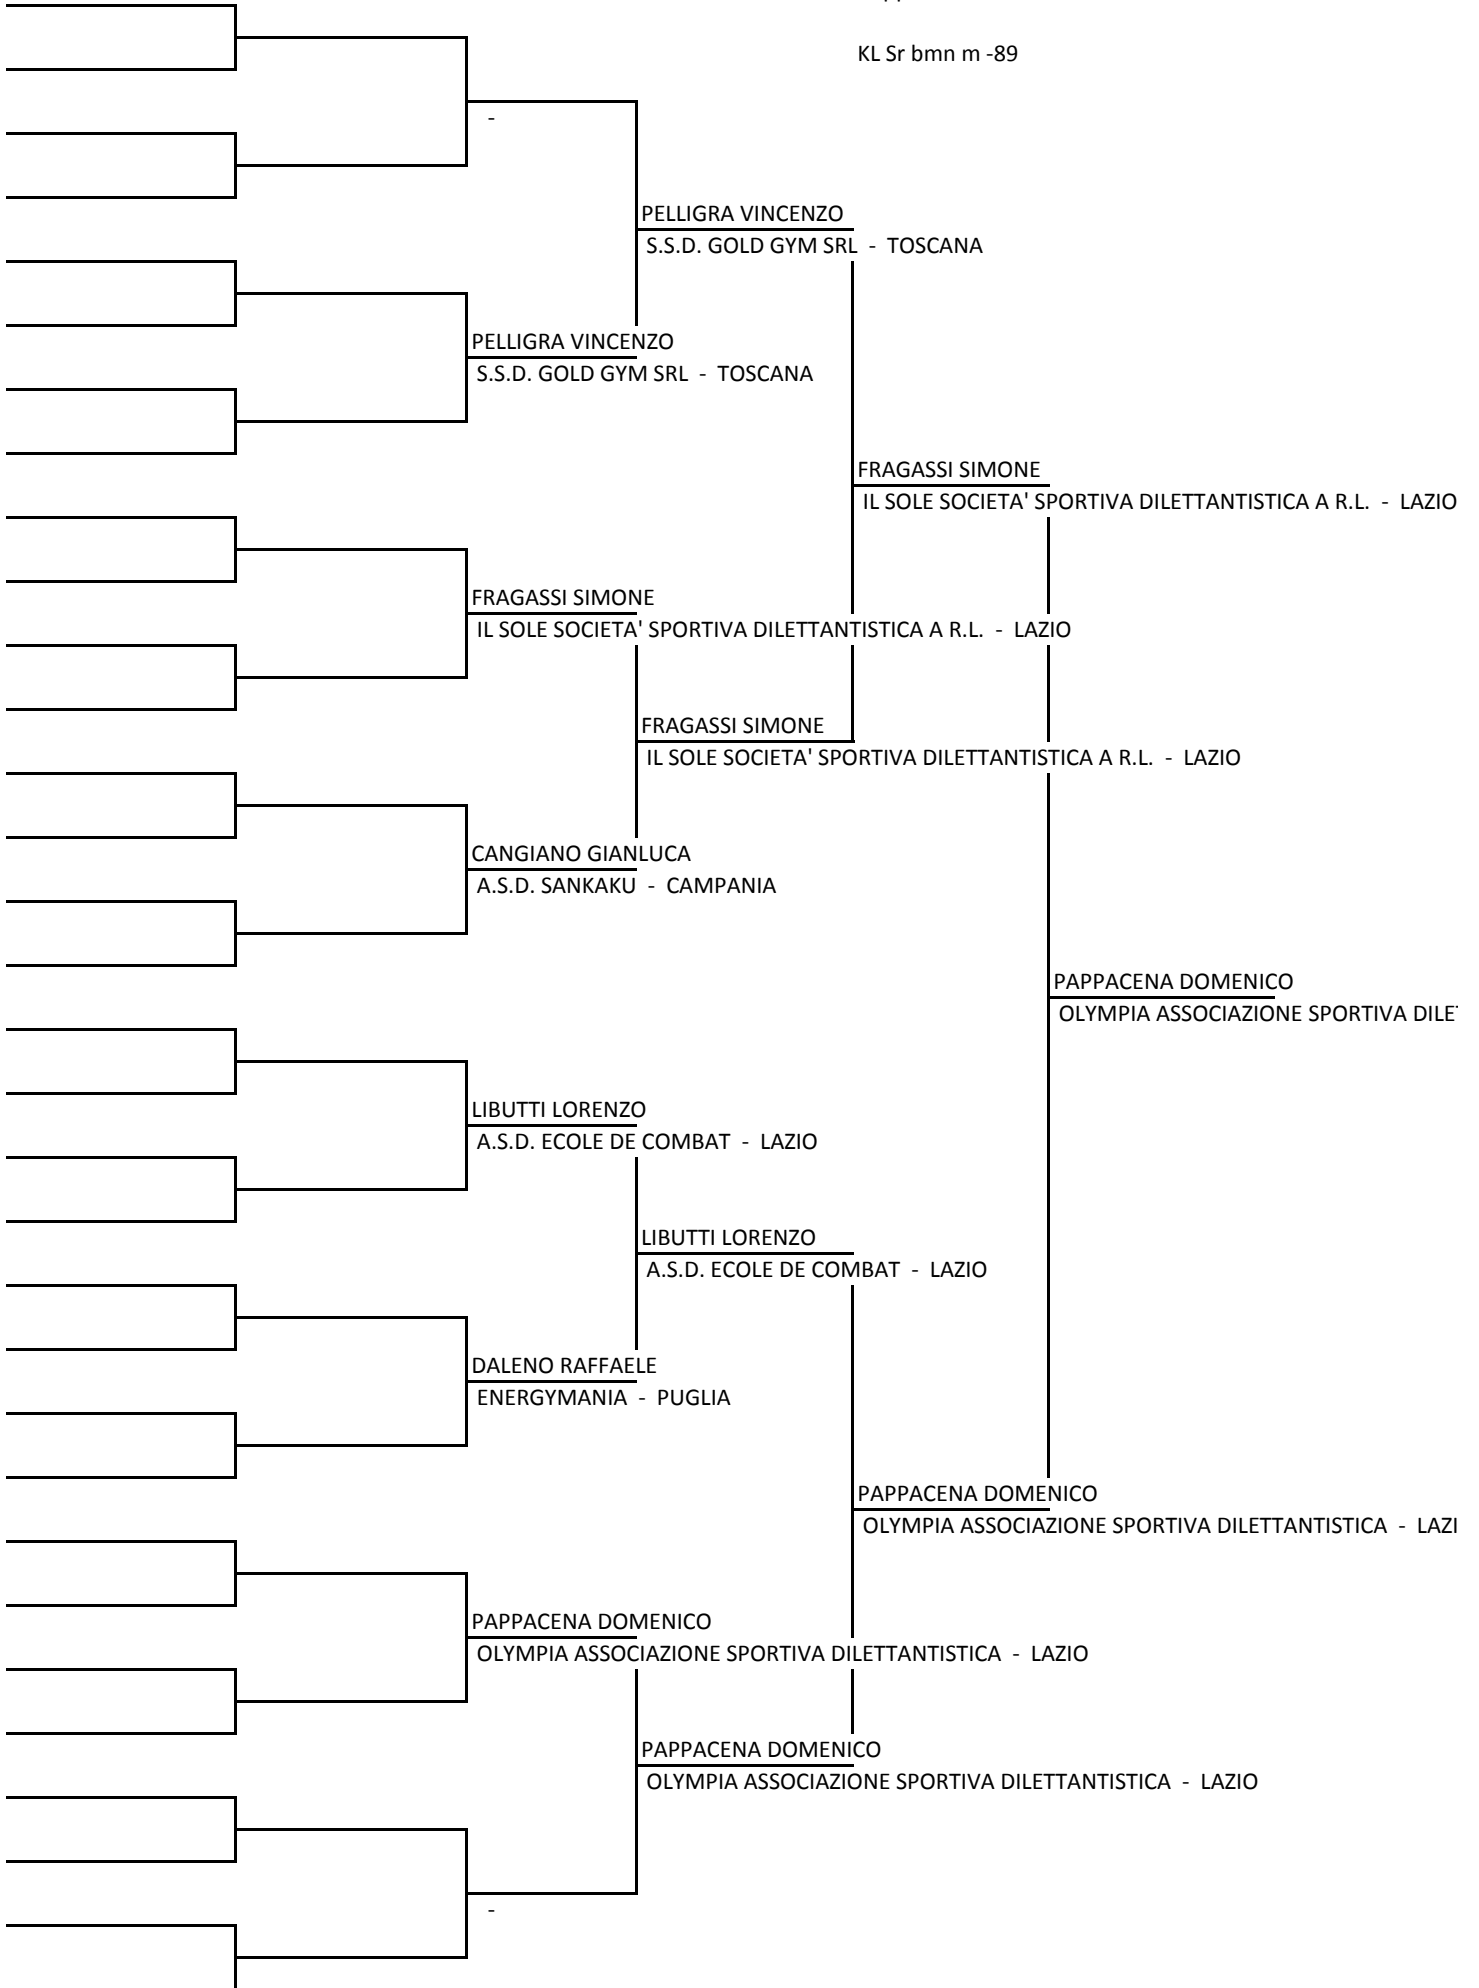 KL Sr bmn m -89
-
PELLIGRA VINCENZO
S.S.D. GOLD GYM SRL - TOSCANA
PELLIGRA VINCENZO
S.S.D. GOLD GYM SRL - TOSCANA
FRAGASSI SIMONE
IL SOLE SOCIETA' SPORTIVA DILETTANTISTICA A R.L. - LAZIO
FRAGASSI SIMONE
IL SOLE SOCIETA' SPORTIVA DILETTANTISTICA A R.L. - LAZIO
FRAGASSI SIMONE
IL SOLE SOCIETA' SPORTIVA DILETTANTISTICA A R.L. - LAZIO
CANGIANO GIANLUCA
A.S.D. SANKAKU - CAMPANIA
PAPPACENA DOMENICO
OLYMPIA ASSOCIAZIONE SPORTIVA DILE
LIBUTTI LORENZO
A.S.D. ECOLE DE COMBAT - LAZIO
LIBUTTI LORENZO
A.S.D. ECOLE DE COMBAT - LAZIO
DALENO RAFFAELE
ENERGYMANIA - PUGLIA
PAPPACENA DOMENICO
OLYMPIA ASSOCIAZIONE SPORTIVA DILETTANTISTICA - LAZI
PAPPACENA DOMENICO
OLYMPIA ASSOCIAZIONE SPORTIVA DILETTANTISTICA - LAZIO
PAPPACENA DOMENICO
OLYMPIA ASSOCIAZIONE SPORTIVA DILETTANTISTICA - LAZIO
-